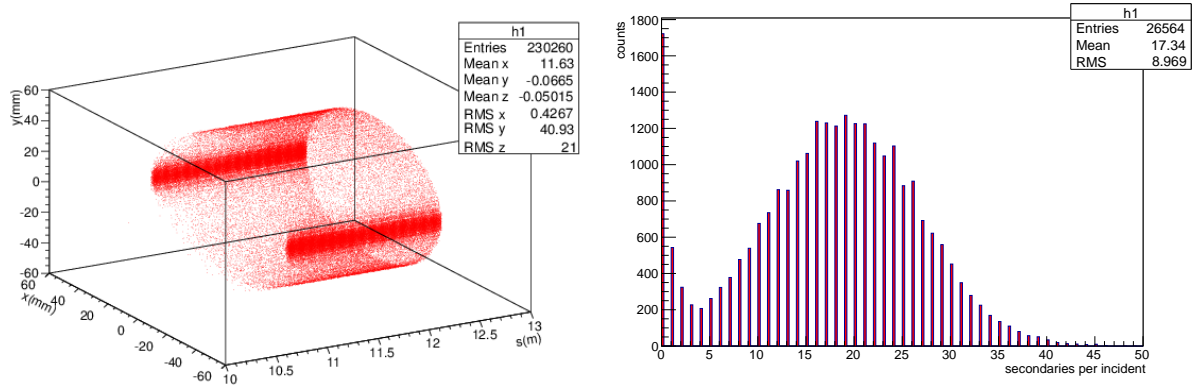 h1
Entries 230260
Mean x 11.63
Mean y -0.0665
Mean z -0.05015
RMS x 0.4267
RMS y 40.93
RMS z 21
y(mm)
60
40
20
0
-20
-40
-60
60
40
20
0
-20
-40
-60
x(mm)
10
10.5
11
11.5
12
12.5
13
s(m)
h1
Entries 26564
Mean 17.34
RMS 8.969
counts
1800
1600
1400
1200
1000
800
600
400
200
0
0 5 10 15 20 25 30 35 40 45 50
secondaries per incident